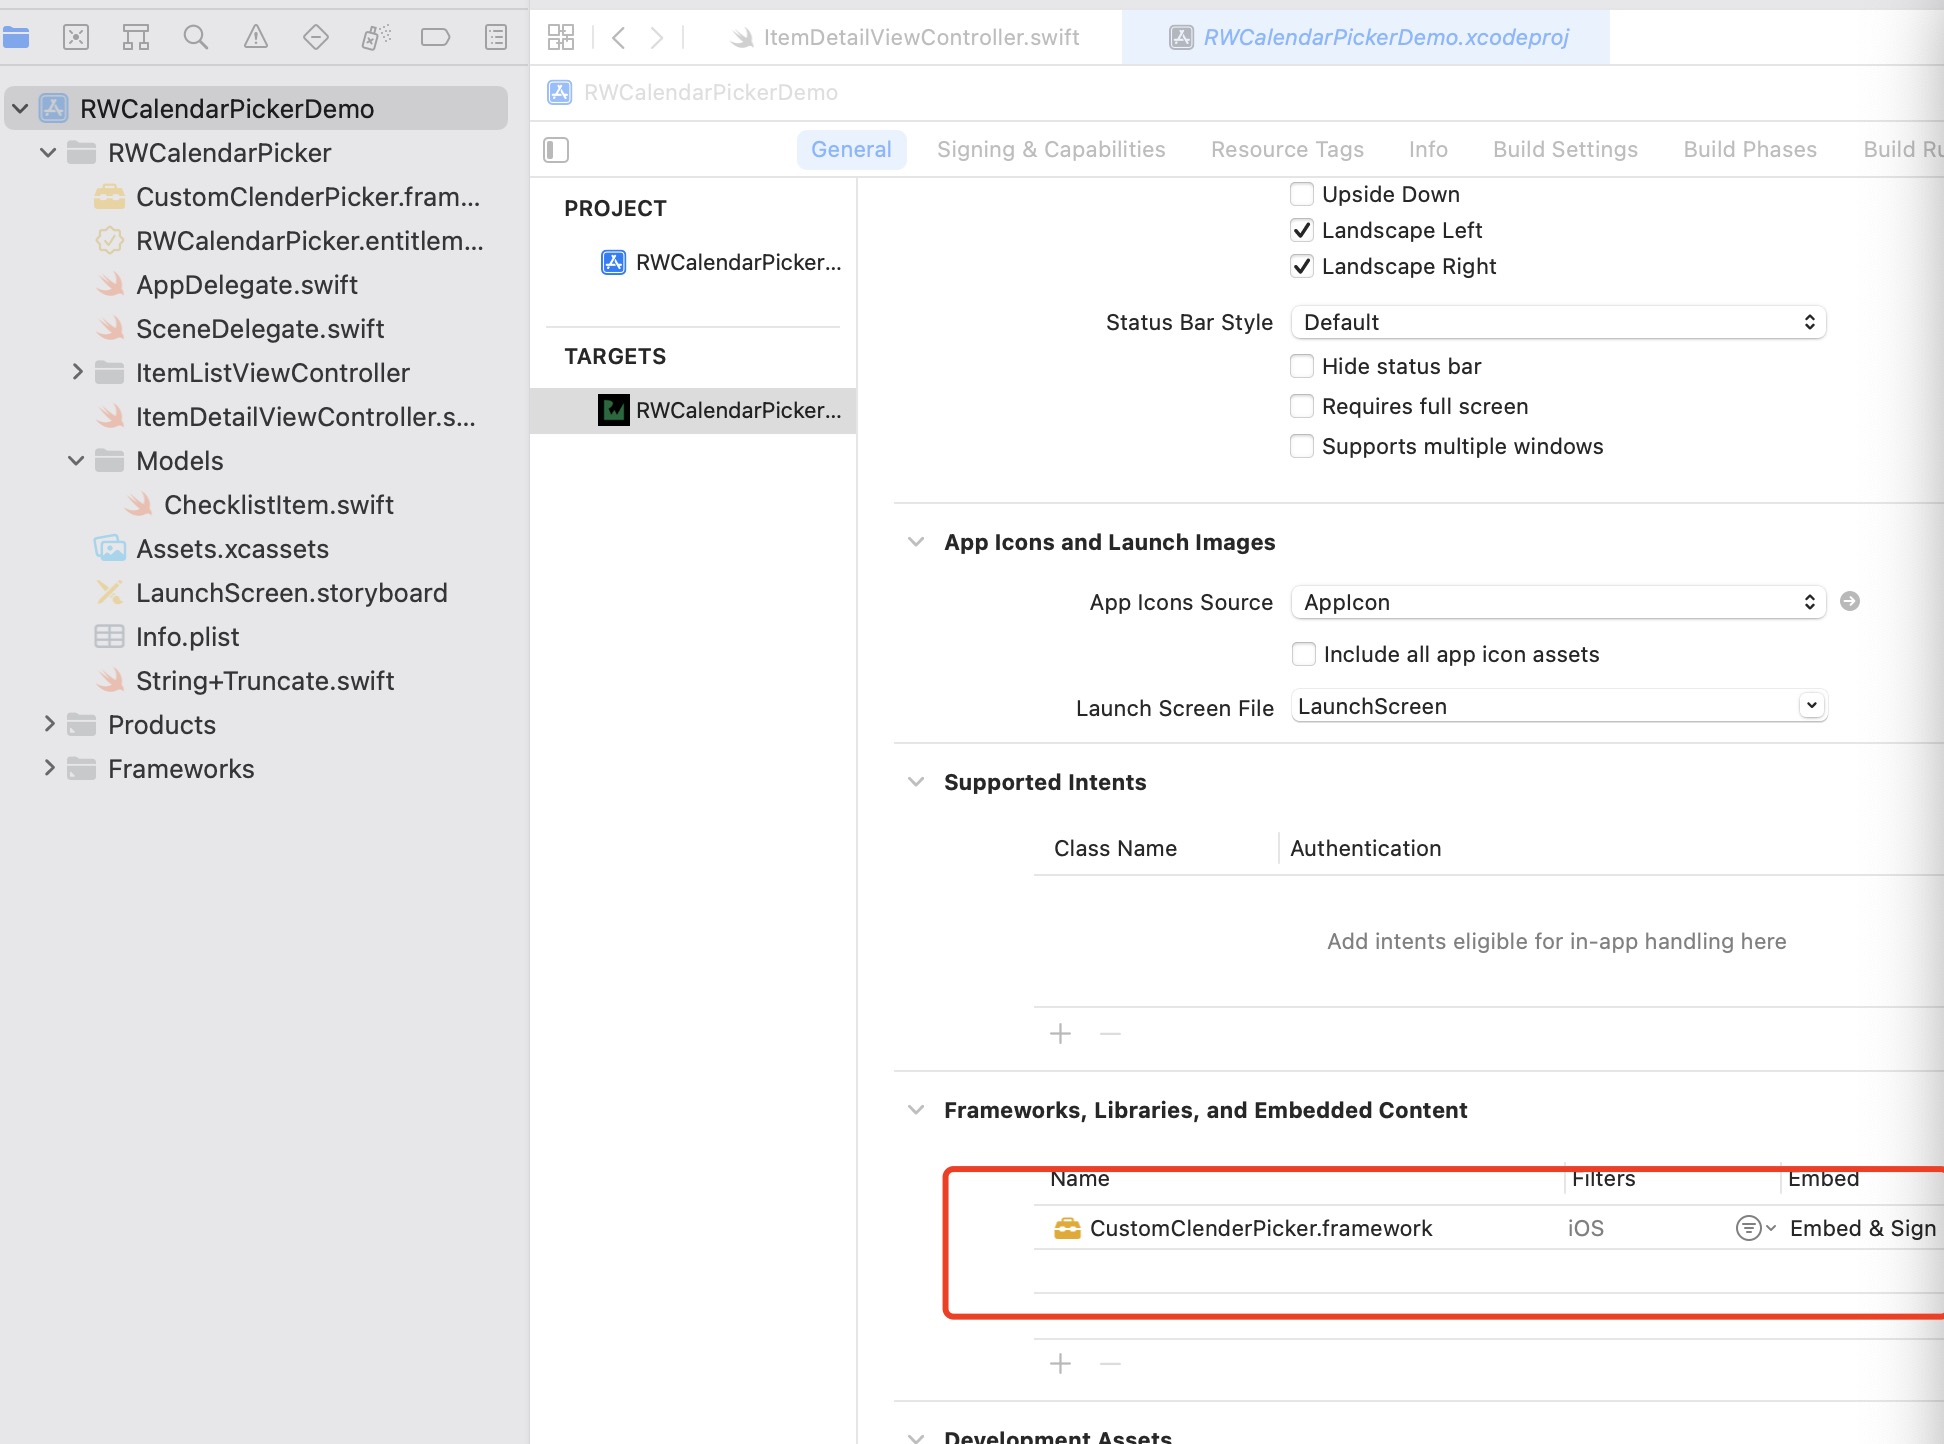 ItemDetailViewController.swift
RWCalendarPickerDemo.xcodeproj
RWCalendarPickerDemo
RWCalendarPicker
CustomClenderPicker.fram...
RWCalendarPicker.entitlem...
AppDelegate.swift
SceneDelegate.swift
ItemListViewController
ItemDetailViewController.s...
Models
ChecklistItem.swift
Assets.xcassets
LaunchScreen.storyboard
Info.plist
String+Truncate.swift
Products
Frameworks
RWCalendarPickerDemo
General Signing & Capabilities Resource Tags Info Build Settings Build Phases Build Ru
PROJECT
RWCalendarPicker...
TARGETS
RWCalendarPicker...
Upside Down
Landscape Left
Landscape Right
Status Bar Style Default
Hide status bar
Requires full screen
Supports multiple windows
App Icons and Launch Images
App Icons Source AppIcon
Include all app icon assets
Launch Screen File LaunchScreen
Supported Intents
Class Name Authentication
Add intents eligible for in-app handling here
Frameworks, Libraries, and Embedded Content
Name Filters Embed
CustomClenderPicker.framework iOS Embed & Sign
Development Assets